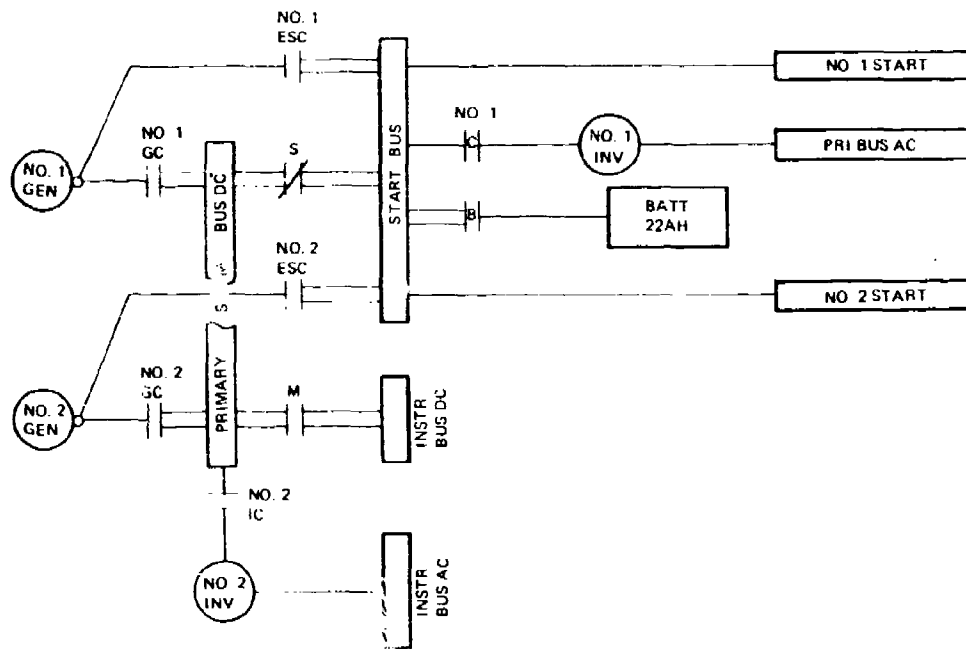 NO. 1
ESC
NO. 1 START
NO. 1
GC
S
NO. 1
NO. 1
GEN
BUS DC
START BUS
C
NO. 1
INV
PRI BUS AC
B
BATT
22AH
NO. 2
ESC
S
NO. 2 START
NO. 2
GC
M
NO. 2
GEN
PRIMARY
INSTR
BUS DC
NO. 2
IC
NO 2
INV
INSTR
BUS AC